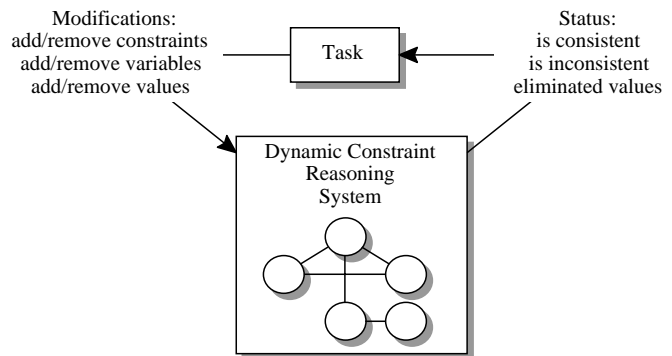 Modifications:
add/remove constraints
add/remove variables
add/remove values
Task
Status:
is consistent
is inconsistent
eliminated values
Dynamic Constraint
Reasoning
System